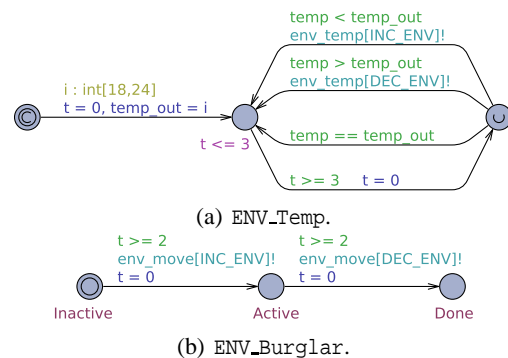 temp < temp_out
env_temp[INC_ENV]!
temp > temp_out
env_temp[DEC_ENV]!
i : int[18,24]
t = 0, temp_out = i
temp == temp_out
t <= 3
t >= 3 t = 0
(a) ENV_Temp.
t >= 2 t >= 2
env_move[INC_ENV]! env_move[DEC_ENV]!
t = 0 t = 0
Inactive Active Done
(b) ENV_Burglar.